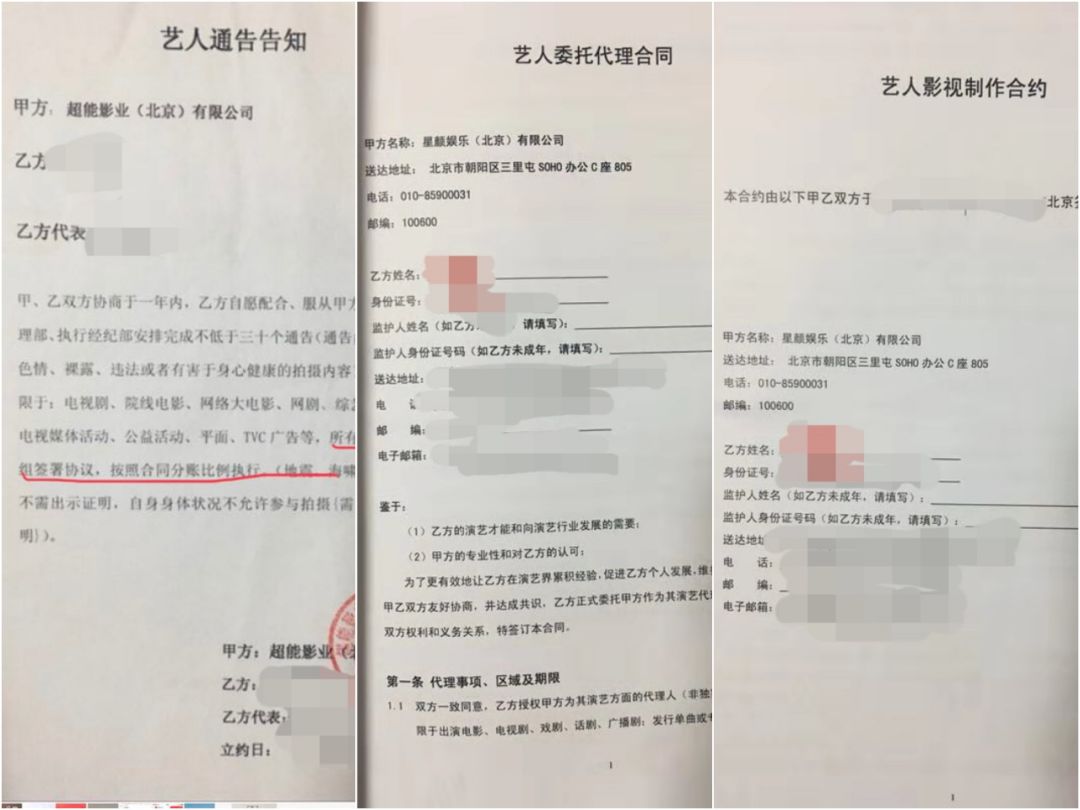 艺人通告告知
甲方：超能影业（北京）有限公司
乙方
乙方代表
甲、乙双方协商于一年内，乙方自愿配合、服从甲方
理部、执行经纪部安排完成不低于三十个通告（通告
色情、裸露、违法或者有害于身心健康的拍摄内容
限于：电视剧、院线电影、网络大电影、网剧、综
电视媒体活动、公益活动、平面、TVC广告等，所有
组签署协议，按照合同分账比例执行。（地震、海啸
不需出示证明，自身身体状况不允许参与拍摄{需
明}）。
甲方：超能影业（
乙方：
乙方代表：
立约日：
艺人委托代理合同
甲方名称：星颜娱乐（北京）有限公司
送达地址： 北京市朝阳区三里屯SOHO办公C座805
电话：010-85900031
邮编：100600
乙方姓名：
身份证号：
监护人姓名（如乙方 ，请填写）：
监护人身份证号码（如乙方未成年，请填写）：
送达地址：
电
邮 编：
电子邮箱：
鉴于：
（1）乙方的演艺才能和向演艺行业发展的需要；
（2）甲方的专业性和对乙方的认可；
为了更有效地让乙方在演艺界累积经验，促进乙方个人发展，维
甲乙双方友好协商，并达成共识，乙方正式委托甲方作为其演艺代
双方权利和义务关系，特签订本合同。
第一条 代理事项、区域及期限
1.1 双方一致同意，乙方授权甲方为其演艺方面的代理人（非独
限于出演电影、电视剧、戏剧、话剧、广播剧；发行单曲或
1
艺人影视制作合约
本合约由以下甲乙双方于 北京
甲方名称：星颜娱乐（北京）有限公司
送达地址： 北京市朝阳区三里屯SOHO办公C座805
电话：010-85900031
邮编：100600
乙方姓名：
身份证号：
监护人姓名（如乙方未成年，请填写）：
监护人身份证号码（如乙方未成年，请填写）：
送达地
电 话：
邮 编：
电子邮箱：
1